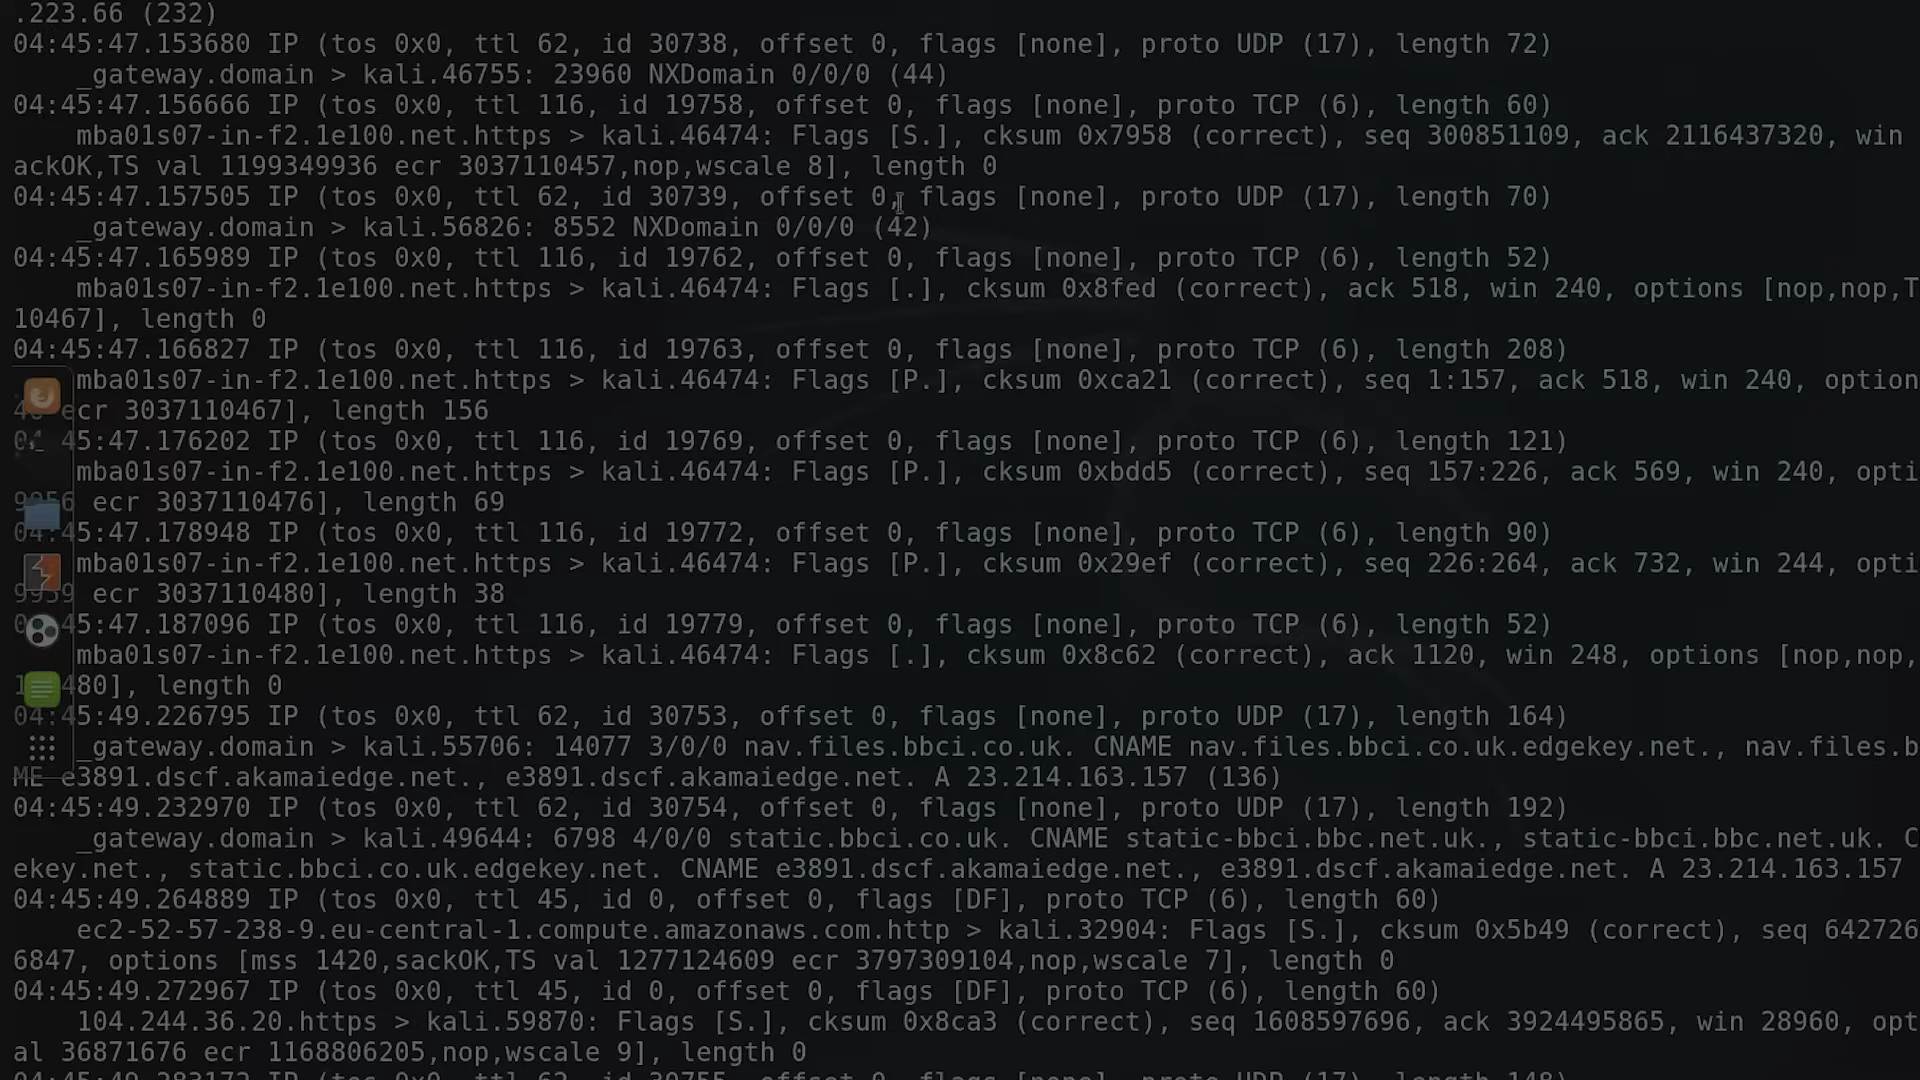 .223.66 (232)
04:45:47.153680 IP (tos 0x0, ttl 62, id 30738, offset 0, flags [none], proto UDP (17), length 72)
_gateway.domain > kali.46755: 23960 NXDomain 0/0/0 (44)
04:45:47.156666 IP (tos 0x0, ttl 116, id 19758, offset 0, flags [none], proto TCP (6), length 60)
mba01s07-in-f2.1e100.net.https > kali.46474: Flags [S.], cksum 0x7958 (correct), seq 300851109, ack 2116437320, win
ackOK,TS val 1199349936 ecr 3037110457,nop,wscale 8], length 0
04:45:47.157505 IP (tos 0x0, ttl 62, id 30739, offset 0, flags [none], proto UDP (17), length 70)
_gateway.domain > kali.56826: 8552 NXDomain 0/0/0 (42)
04:45:47.165989 IP (tos 0x0, ttl 116, id 19762, offset 0, flags [none], proto TCP (6), length 52)
mba01s07-in-f2.1e100.net.https > kali.46474: Flags [.], cksum 0x8fed (correct), ack 518, win 240, options [nop,nop,T
10467], length 0
04:45:47.166827 IP (tos 0x0, ttl 116, id 19763, offset 0, flags [none], proto TCP (6), length 208)
mba01s07-in-f2.1e100.net.https > kali.46474: Flags [P.], cksum 0xca21 (correct), seq 1:157, ack 518, win 240, option
ecr 3037110467], length 156
45:47.176202 IP (tos 0x0, ttl 116, id 19769, offset 0, flags [none], proto TCP (6), length 121)
mba01s07-in-f2.1e100.net.https > kali.46474: Flags [P.], cksum 0xbdd5 (correct), seq 157:226, ack 569, win 240, opti
9956 ecr 3037110476], length 69
04:45:47.178948 IP (tos 0x0, ttl 116, id 19772, offset 0, flags [none], proto TCP (6), length 90)
mba01s07-in-f2.1e100.net.https > kali.46474: Flags [P.], cksum 0x29ef (correct), seq 226:264, ack 732, win 244, opti
9959 ecr 3037110480], length 38
45:47.187096 IP (tos 0x0, ttl 116, id 19779, offset 0, flags [none], proto TCP (6), length 52)
mba01s07-in-f2.1e100.net.https > kali.46474: Flags [.], cksum 0x8c62 (correct), ack 1120, win 248, options [nop,nop,
480], length 0
04:45:49.226795 IP (tos 0x0, ttl 62, id 30753, offset 0, flags [none], proto UDP (17), length 164)
_gateway.domain > kali.55706: 14077 3/0/0 nav.files.bbci.co.uk. CNAME nav.files.bbci.co.uk.edgekey.net., nav.files.b
ME e3891.dscf.akamaiedge.net., e3891.dscf.akamaiedge.net. A 23.214.163.157 (136)
04:45:49.232970 IP (tos 0x0, ttl 62, id 30754, offset 0, flags [none], proto UDP (17), length 192)
_gateway.domain > kali.49644: 6798 4/0/0 static.bbci.co.uk. CNAME static-bbci.bbc.net.uk., static-bbci.bbc.net.uk. C
ekey.net., static.bbci.co.uk.edgekey.net. CNAME e3891.dscf.akamaiedge.net., e3891.dscf.akamaiedge.net. A 23.214.163.157
04:45:49.264889 IP (tos 0x0, ttl 45, id 0, offset 0, flags [DF], proto TCP (6), length 60)
ec2-52-57-238-9.eu-central-1.compute.amazonaws.com.http > kali.32904: Flags [S.], cksum 0x5b49 (correct), seq 642726
6847, options [mss 1420,sackOK,TS val 1277124609 ecr 3797309104,nop,wscale 7], length 0
04:45:49.272967 IP (tos 0x0, ttl 45, id 0, offset 0, flags [DF], proto TCP (6), length 60)
104.244.36.20.https > kali.59870: Flags [S.], cksum 0x8ca3 (correct), seq 1608597696, ack 3924495865, win 28960, opt
al 36871676 ecr 1168806205,nop,wscale 9], length 0
04:45:49.283172 IP (tos 0x0, ttl 62, id 30755, offset 0, flags [none], proto UDP (17), length 148)